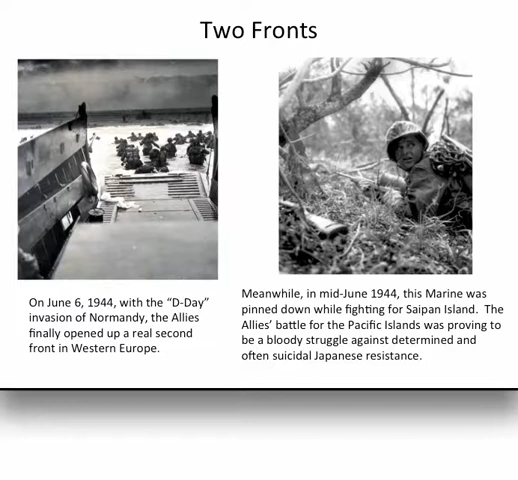 Two Fronts
On June 6, 1944, with the “D-Day”
invasion of Normandy, the Allies
finally opened up a real second
front in Western Europe.
Meanwhile, in mid-June 1944, this Marine was
pinned down while fighting for Saipan Island.  The
Allies’ battle for the Pacific Islands was proving to
be a bloody struggle against determined and
often suicidal Japanese resistance.